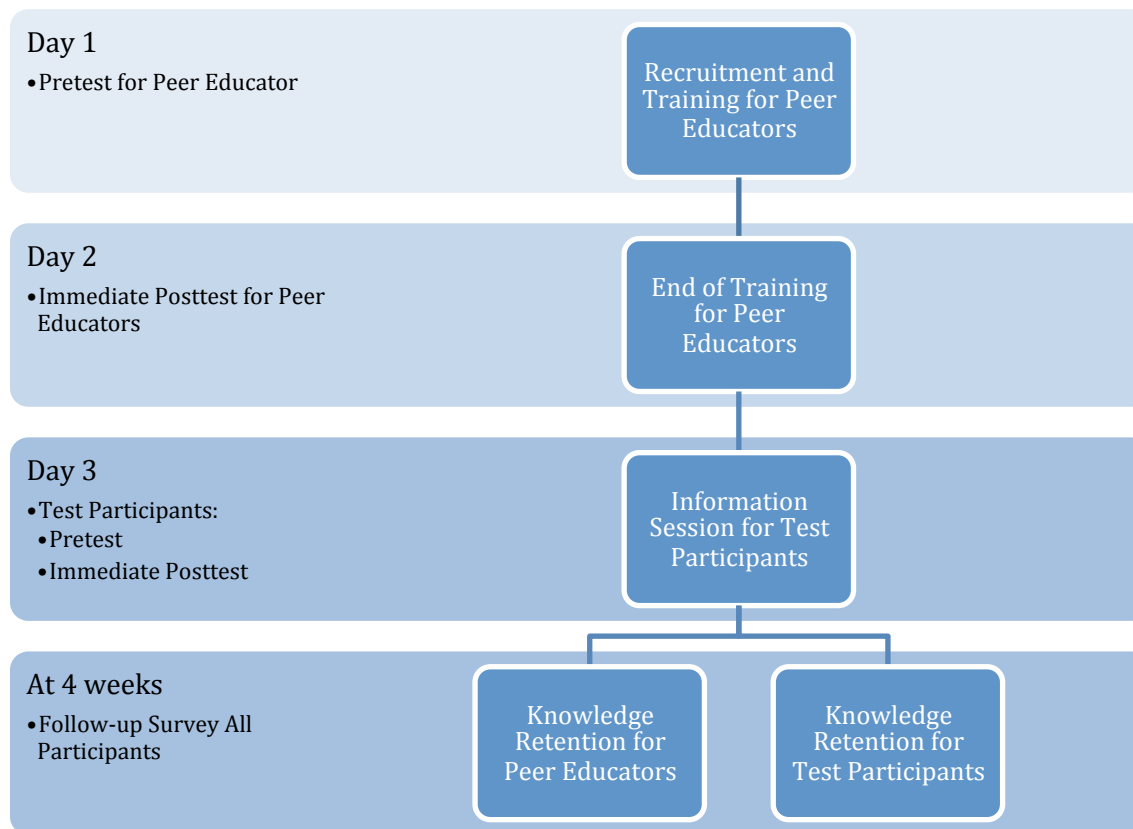 Day 1
•Pretest for Peer Educator
Recruitment and
Training for Peer
Educators
Day 2
•Immediate Posttest for Peer
Educators
End of Training
for Peer
Educators
Day 3
•Test Participants:
•Pretest
•Immediate Posttest
Information
Session for Test
Participants
At 4 weeks
•Follow-up Survey All
Participants
Knowledge
Retention for
Peer Educators
Knowledge
Retention for
Test Participants